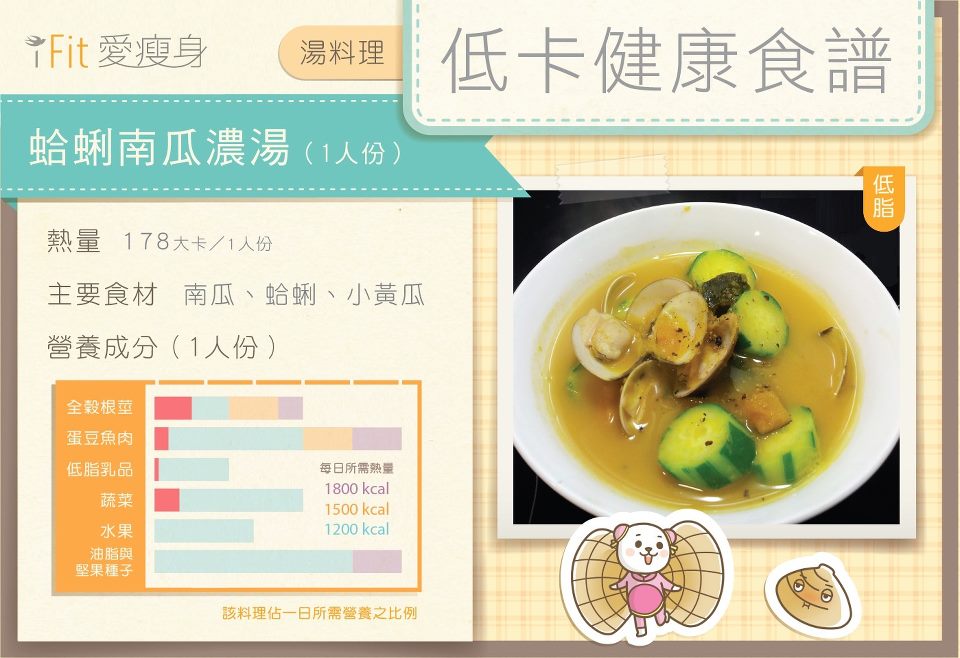 iFit 愛瘦身
湯料理
低卡健康食譜
蛤蜊南瓜濃湯（1人份）
低脂
熱量 178大卡／1人份
主要食材 南瓜、蛤蜊、小黃瓜
營養成分（1人份）
全穀根莖
蛋豆魚肉
低脂乳品
蔬菜
水果
油脂與
堅果種子
每日所需熱量
1800 kcal
1500 kcal
1200 kcal
該料理佔一日所需營養之比例